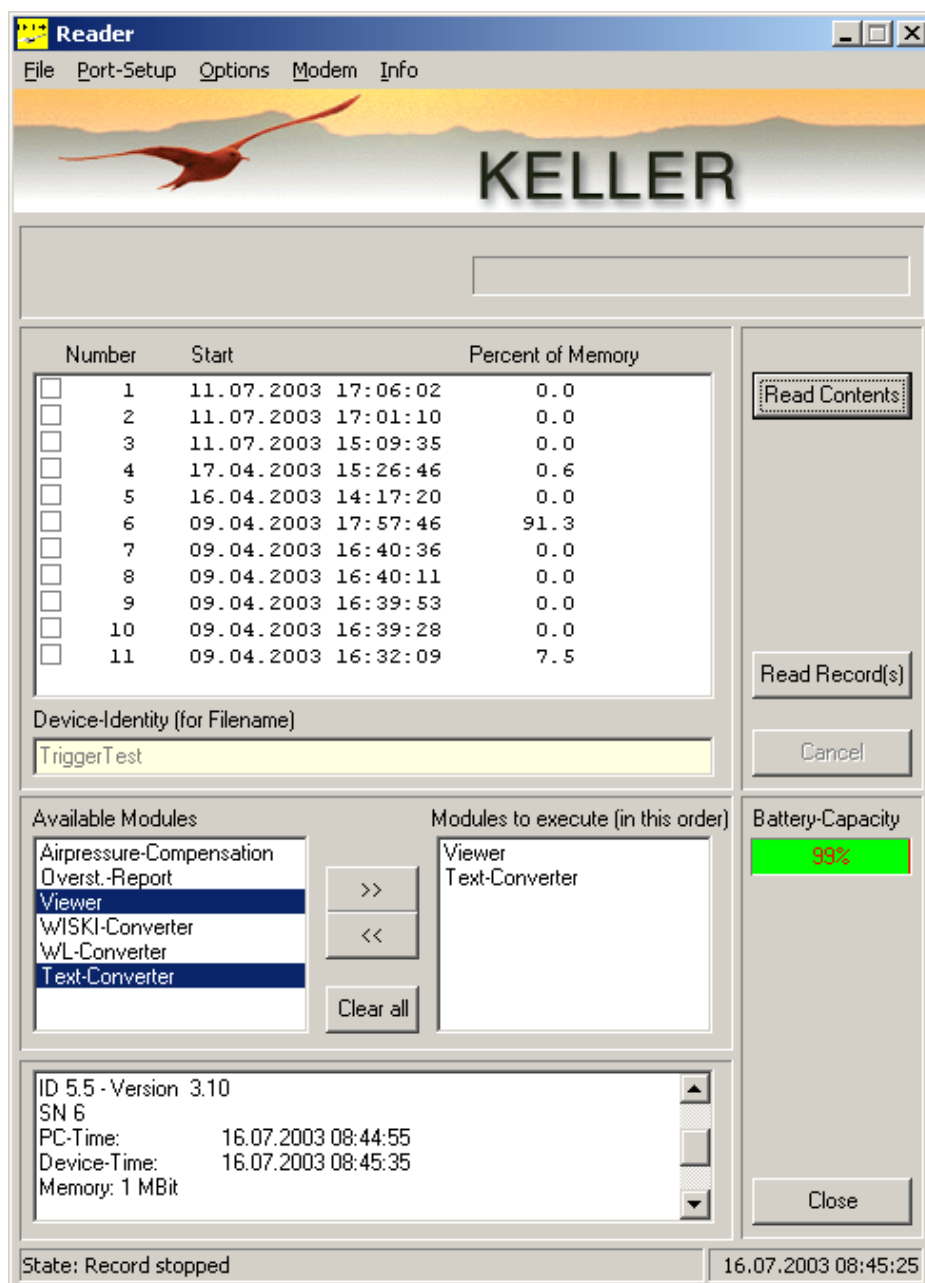 Reader
File Port-Setup Options Modem Info
KELLER
Number Start Percent of Memory
1 11.07.2003 17:06:02 0.0
2 11.07.2003 17:01:10 0.0
3 11.07.2003 15:09:35 0.0
4 17.04.2003 15:26:46 0.6
5 16.04.2003 14:17:20 0.0
6 09.04.2003 17:57:46 91.3
7 09.04.2003 16:40:36 0.0
8 09.04.2003 16:40:11 0.0
9 09.04.2003 16:39:53 0.0
10 09.04.2003 16:39:28 0.0
11 09.04.2003 16:32:09 7.5
Read Contents
Read Record(s)
Cancel
Device-Identity (for Filename)
TriggerTest
Available Modules
Airpressure-Compensation
Overst.-Report
Viewer
WISKI-Converter
WL-Converter
Text-Converter
>>
<<
Clear all
Modules to execute (in this order)
Viewer
Text-Converter
Battery-Capacity
99%
ID 5.5 - Version 3.10
SN 6
PC-Time: 16.07.2003 08:44:55
Device-Time: 16.07.2003 08:45:35
Memory: 1 MBit
Close
State: Record stopped
16.07.2003 08:45:25